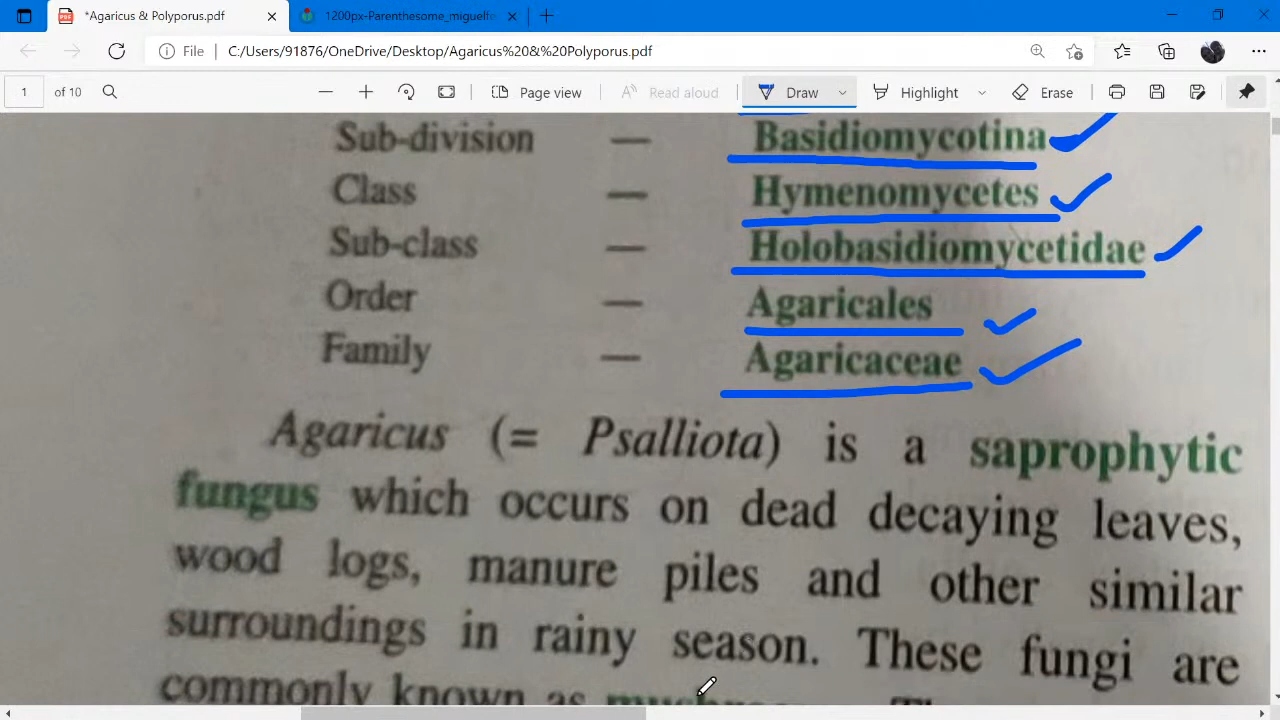 *Agaricus & Polyporus.pdf
1200px-Parenthesome_miguelfe
File C:/Users/91876/OneDrive/Desktop/Agaricus%20&%20Polyporus.pdf
1 of 10 Page view Read aloud Draw Highlight Erase
Sub-division — Basidiomycotina
Class — Hymenomycetes
Sub-class — Holobasidiomycetidae
Order — Agaricales
Family — Agaricaceae
Agaricus (= Psalliota) is a saprophytic
fungus which occurs on dead decaying leaves,
wood logs, manure piles and other similar
surroundings in rainy season. These fungi are
commonly known as